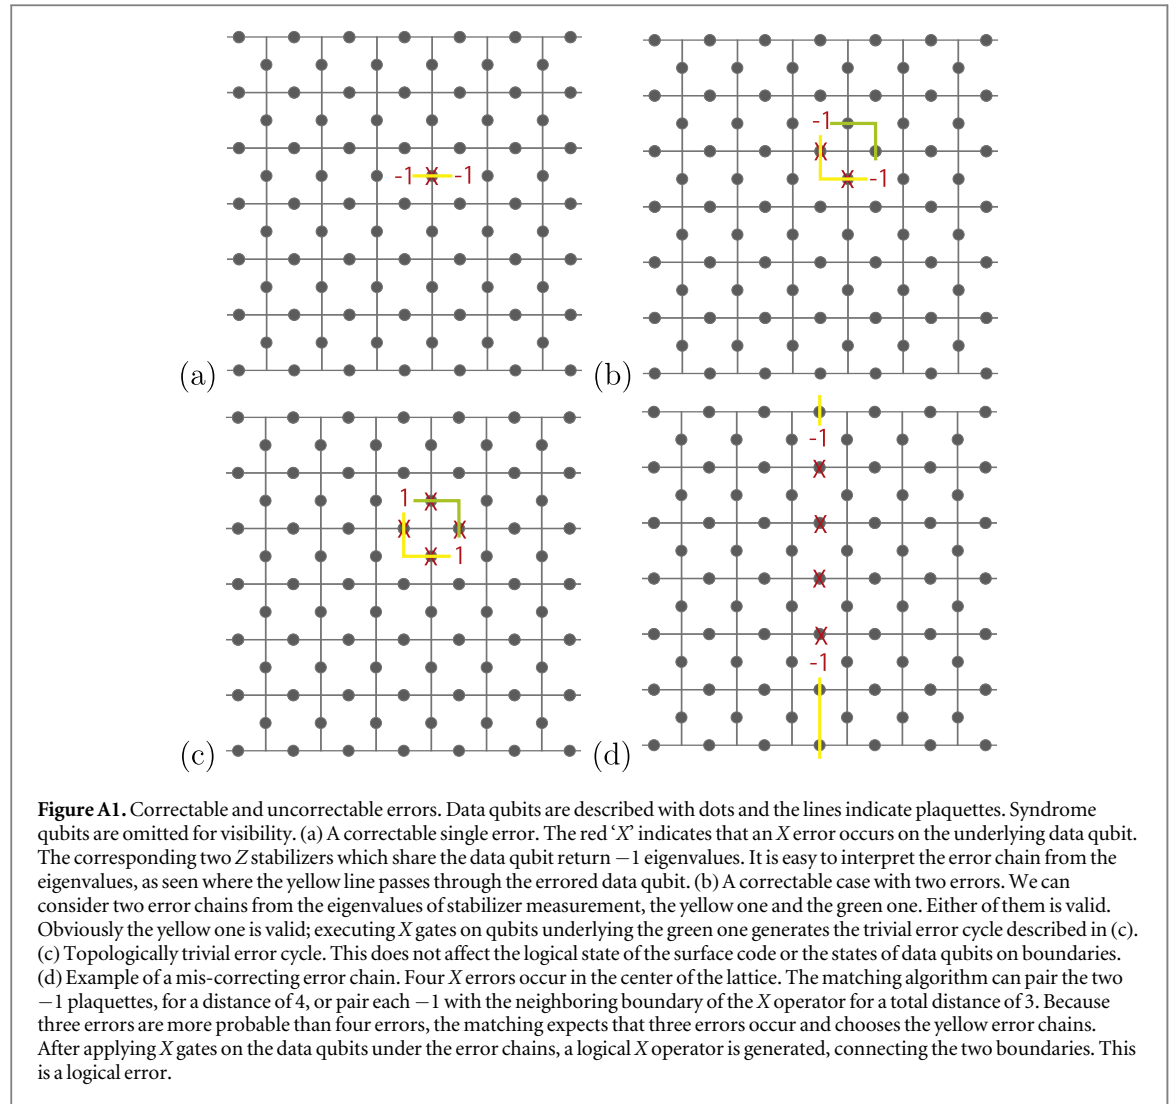 -1 X -1
(a)
-1
X
X -1
(b)
1 X
X X
X 1
(c)
-1
X
X
X
X
-1
(d)
Figure A1. Correctable and uncorrectable errors. Data qubits are described with dots and the lines indicate plaquettes. Syndrome
qubits are omitted for visibility. (a) A correctable single error. The red ‘X’ indicates that an X error occurs on the underlying data qubit.
The corresponding two Z stabilizers which share the data qubit return −1 eigenvalues. It is easy to interpret the error chain from the
eigenvalues, as seen where the yellow line passes through the errored data qubit. (b) A correctable case with two errors. We can
consider two error chains from the eigenvalues of stabilizer measurement, the yellow one and the green one. Either of them is valid.
Obviously the yellow one is valid; executing X gates on qubits underlying the green one generates the trivial error cycle described in (c).
(c) Topologically trivial error cycle. This does not affect the logical state of the surface code or the states of data qubits on boundaries.
(d) Example of a mis-correcting error chain. Four X errors occur in the center of the lattice. The matching algorithm can pair the two
−1 plaquettes, for a distance of 4, or pair each −1 with the neighboring boundary of the X operator for a total distance of 3. Because
three errors are more probable than four errors, the matching expects that three errors occur and chooses the yellow error chains.
After applying X gates on the data qubits under the error chains, a logical X operator is generated, connecting the two boundaries. This
is a logical error.